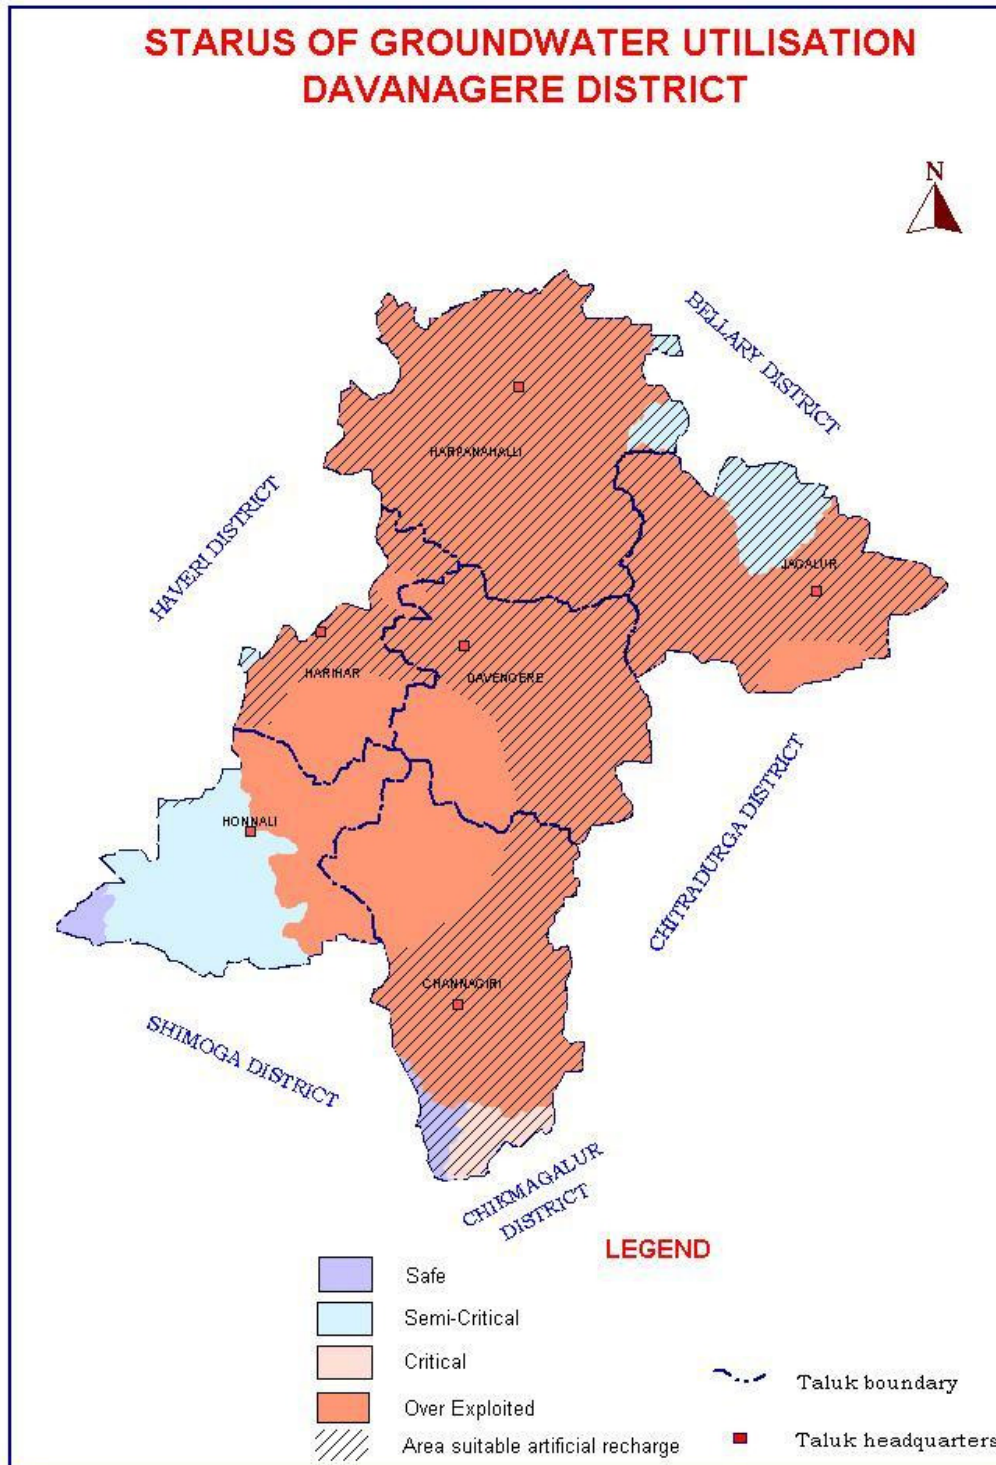 STARUS OF GROUNDWATER UTILISATION
DAVANAGERE DISTRICT
N
BELLARY DISTRICT
HARPANAHALLI
HAVERI DISTRICT
JAGALUR
HARIHAR
DAVENGERE
CHITRADURGA DISTRICT
HONNALI
CHANNAGIRI
SHIMOGA DISTRICT
CHIKMAGALUR
DISTRICT
LEGEND
Safe
Semi-Critical
Critical
Over Exploited
Area suitable artificial recharge
Taluk boundary
Taluk headquarters